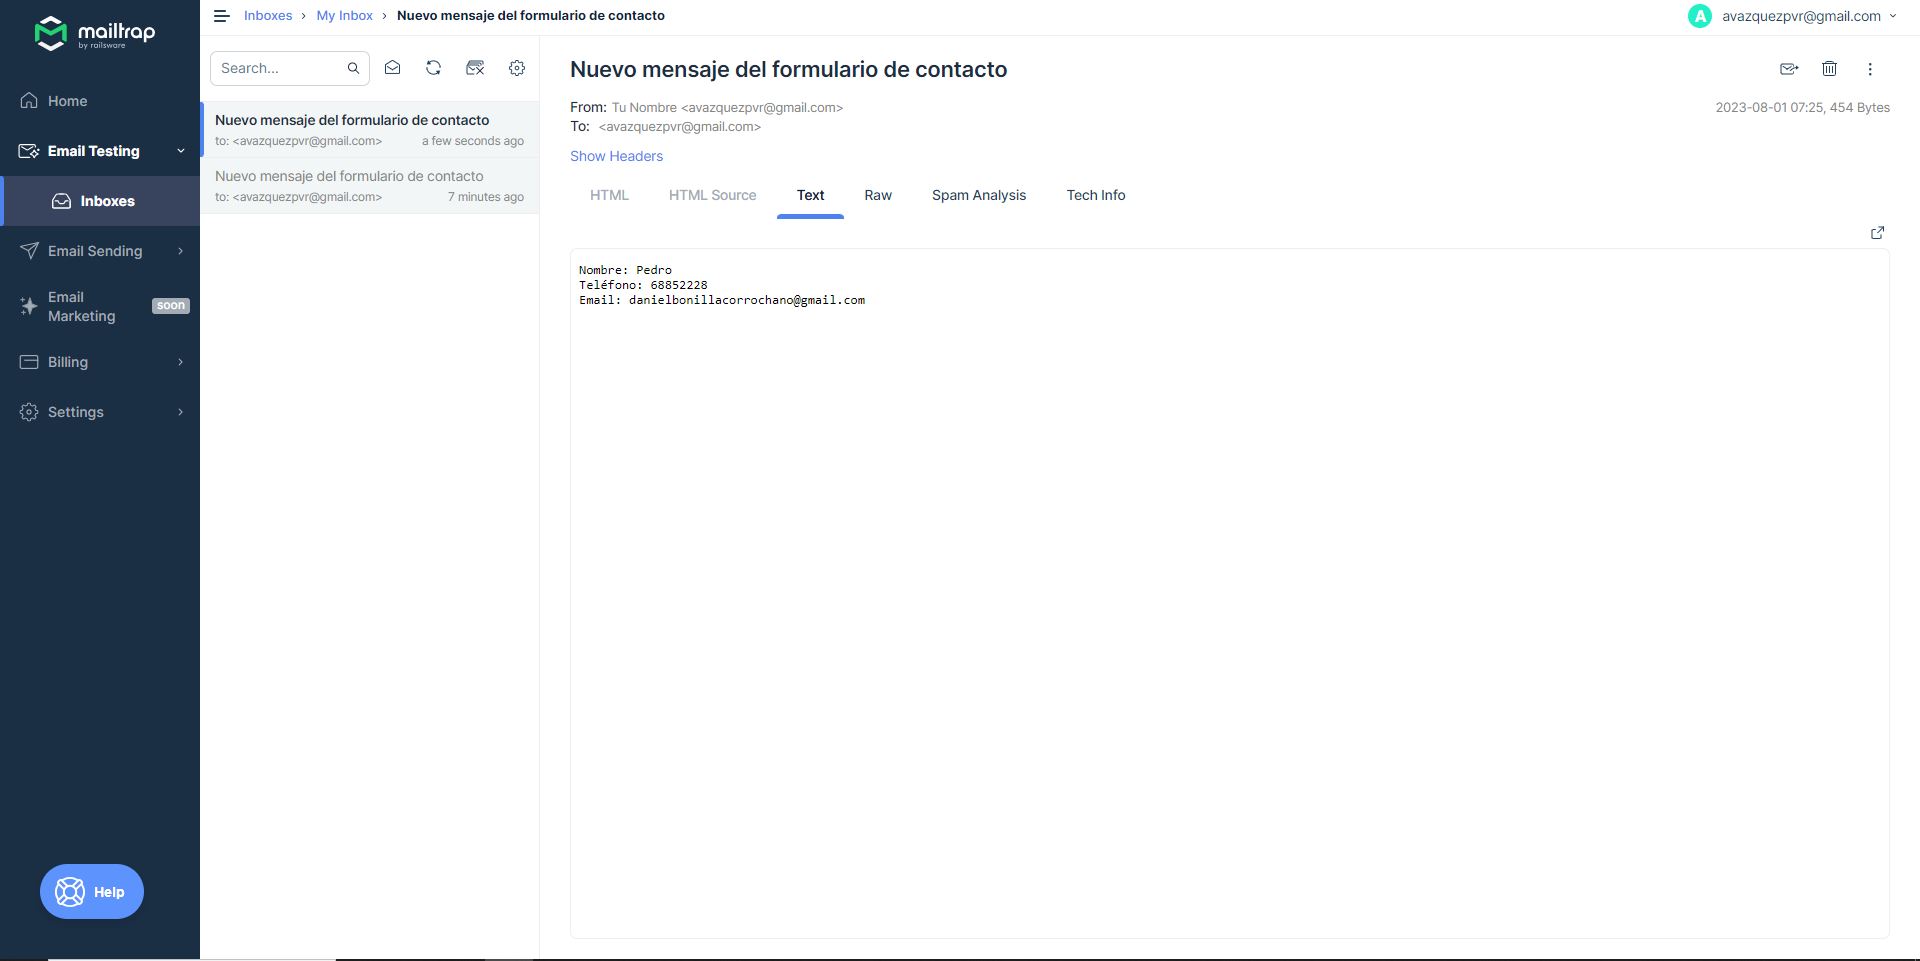 mailtrap
by railsware
Home
Email Testing
Inboxes
Email Sending
Email
Marketing
soon
Billing
Settings
Help
Inboxes › My Inbox › Nuevo mensaje del formulario de contacto
A avazquezpvr@gmail.com
Search...
Nuevo mensaje del formulario de contacto
to: <avazquezpvr@gmail.com> a few seconds ago
Nuevo mensaje del formulario de contacto
to: <avazquezpvr@gmail.com> 7 minutes ago
Nuevo mensaje del formulario de contacto
From: Tu Nombre <avazquezpvr@gmail.com>
2023-08-01 07:25, 454 Bytes
To: <avazquezpvr@gmail.com>
Show Headers
HTML HTML Source Text Raw Spam Analysis Tech Info
Nombre: Pedro
Teléfono: 68852228
Email: danielbonillacorrochano@gmail.com